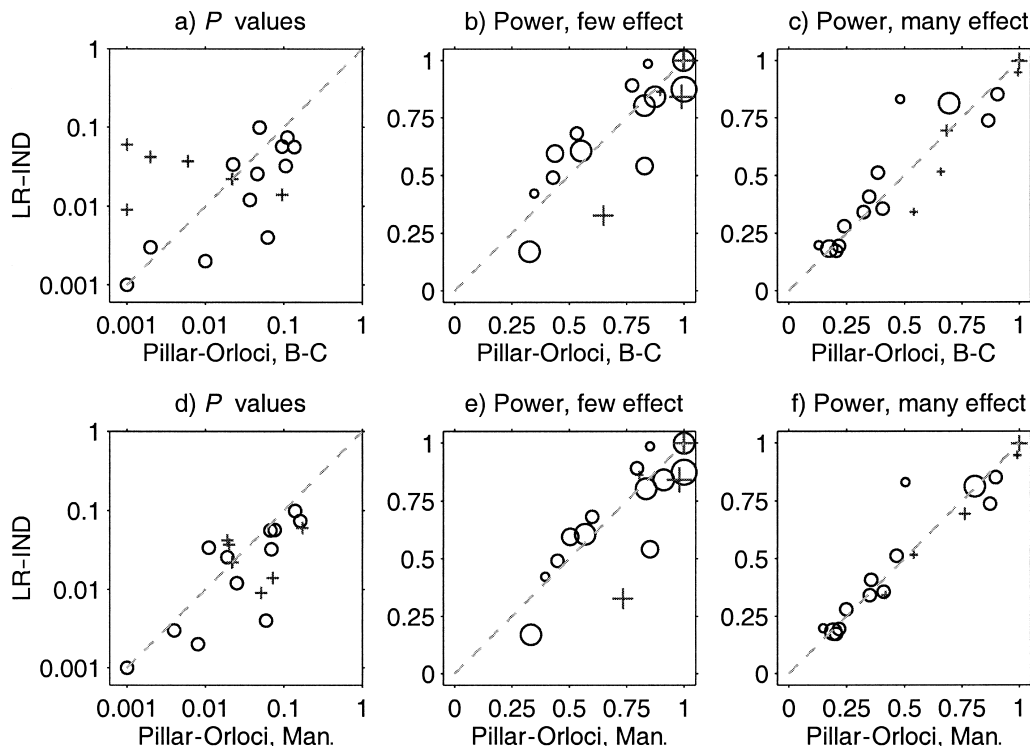 a) P values
b) Power, few effect
c) Power, many effect
1
0.1
0.01
0.001
LR–IND
0.001 0.01 0.1 1
Pillar-Orloci, B-C
1
0.75
0.5
0.25
0
0 0.25 0.5 0.75 1
Pillar-Orloci, B-C
1
0.75
0.5
0.25
0
0 0.25 0.5 0.75 1
Pillar-Orloci, B-C
d) P values
e) Power, few effect
f) Power, many effect
1
0.1
0.01
0.001
LR–IND
0.001 0.01 0.1 1
Pillar-Orloci, Man.
1
0.75
0.5
0.25
0
0 0.25 0.5 0.75 1
Pillar-Orloci, Man.
1
0.75
0.5
0.25
0
0 0.25 0.5 0.75 1
Pillar-Orloci, Man.